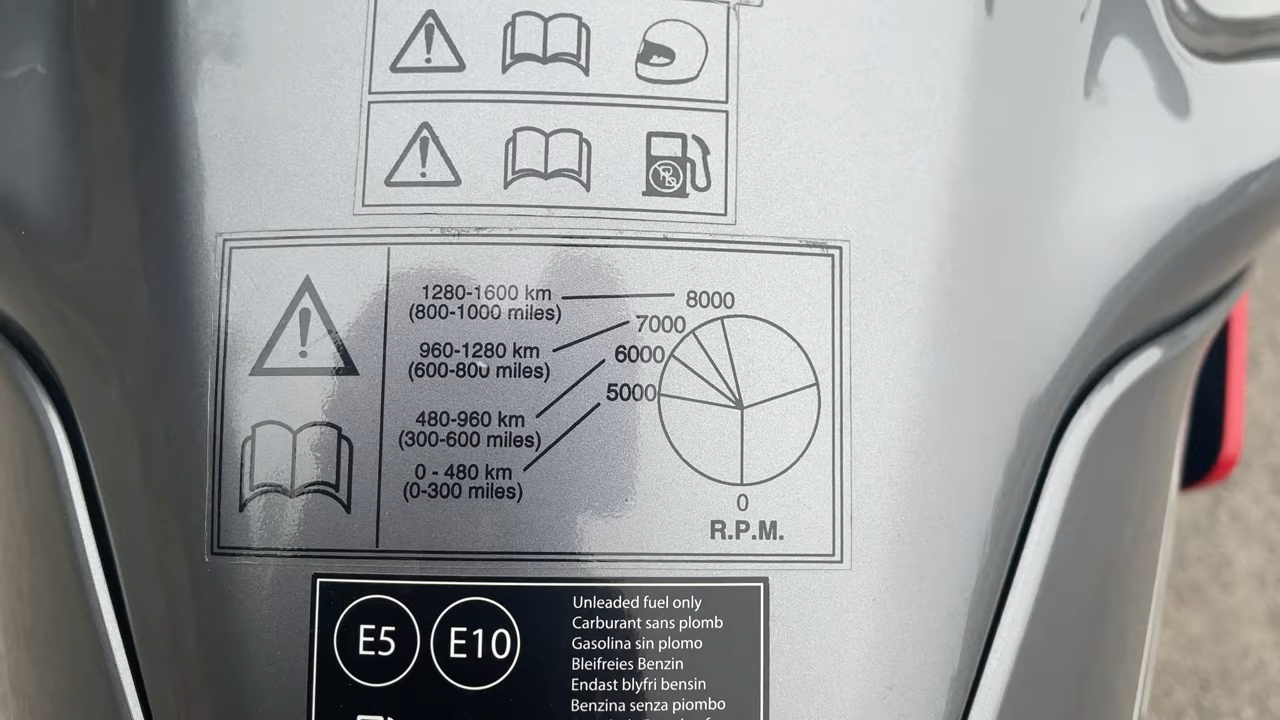 Pb
1280-1600 km
(800-1000 miles)
8000
7000
960-1280 km
(600-800 miles)
6000
5000
480-960 km
(300-600 miles)
0 - 480 km
(0-300 miles)
0
R.P.M.
E5 E10
Unleaded fuel only
Carburant sans plomb
Gasolina sin plomo
Bleifreies Benzin
Endast blyfri bensin
Benzina senza piombo